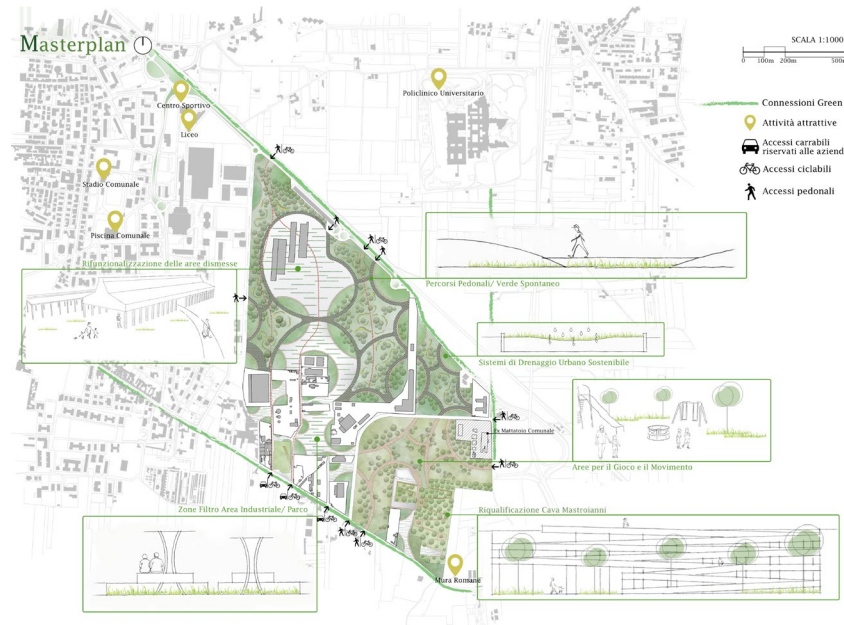 Masterplan
SCALA 1:1000
0 100m 200m 500m
Connessioni Green
Attività attrattive
Accessi carrabili
riservati alle aziend
Accessi ciclabili
Accessi pedonali
Centro Sportivo
Liceo
Policlinico Universitario
Stadio Comunale
Piscina Comunale
Rifunzionalizzazione delle aree dismesse
Percorsi Pedonali/ Verde Spontaneo
Sistemi di Drenaggio Urbano Sostenibile
Ex Mattatoio Comunale
Aree per il Gioco e il Movimento
Zone Filtro Area Industriale/ Parco
Riqualificazione Cava Mastroianni
Mura Romane